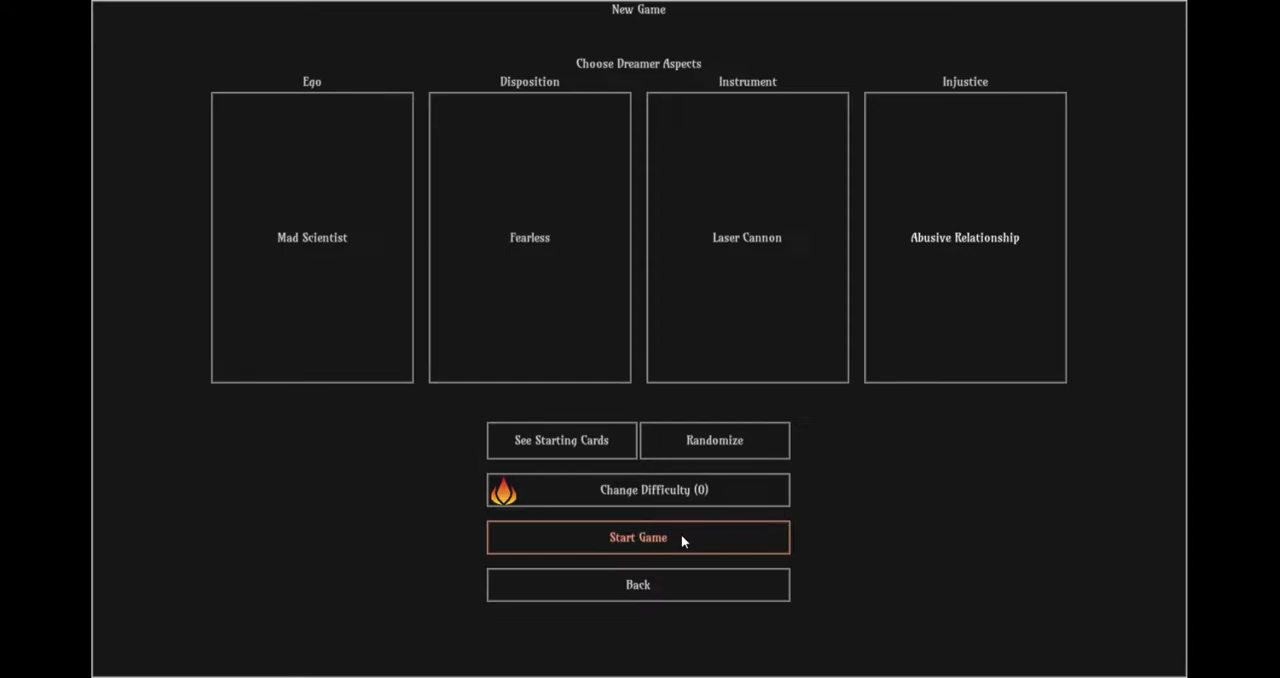 New Game
Choose Dreamer Aspects
Ego
Disposition
Instrument
Injustice
Mad Scientist
Fearless
Laser Cannon
Abusive Relationship
See Starting Cards
Randomize
Change Difficulty (0)
Start Game
Back